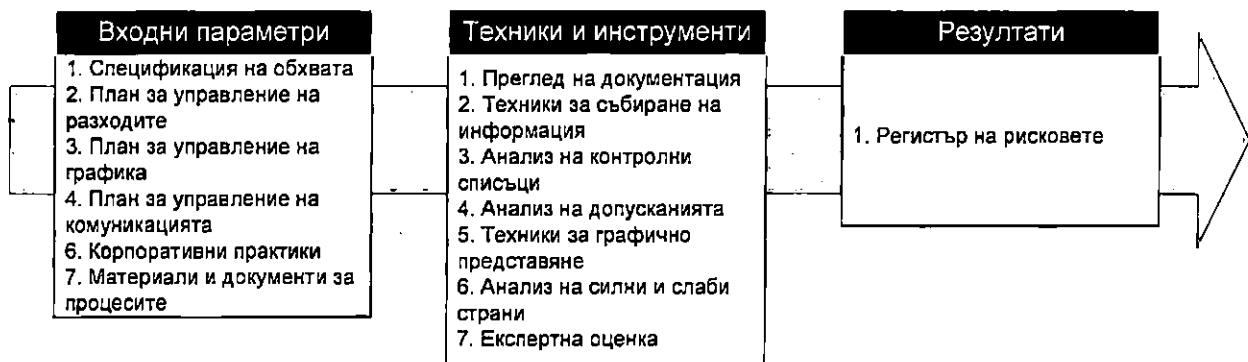 Входни параметри
1. Спецификация на обхвата
2. План за управление на
разходите
3. План за управление на
графика
4. План за управление на
комуникацията
6. Корпоративни практики
7. Материали и документи за
процесите
Техники и инструменти
1. Преглед на документация
2. Техники за събиране на
информация
3. Анализ на контролни
списъци
4. Анализ на допусканията
5. Техники за графично
представяне
6. Анализ на силни и слаби
страни
7. Експертна оценка
Резултати
1. Регистър на рисковете